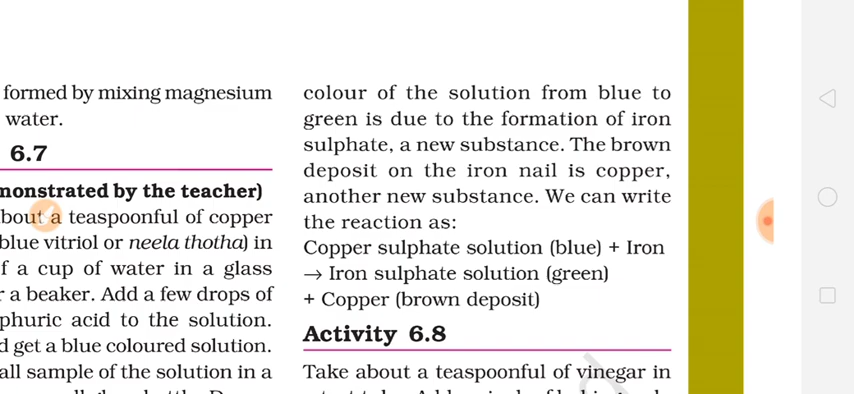 formed by mixing magnesium
water.
6.7
monstrated by the teacher)
bout a teaspoonful of copper
blue vitriol or neela thotha) in
f a cup of water in a glass
r a beaker. Add a few drops of
phuric acid to the solution.
d get a blue coloured solution.
all sample of the solution in a
colour of the solution from blue to
green is due to the formation of iron
sulphate, a new substance. The brown
deposit on the iron nail is copper,
another new substance. We can write
the reaction as:
Copper sulphate solution (blue) + Iron
→ Iron sulphate solution (green)
+ Copper (brown deposit)
Activity 6.8
Take about a teaspoonful of vinegar in